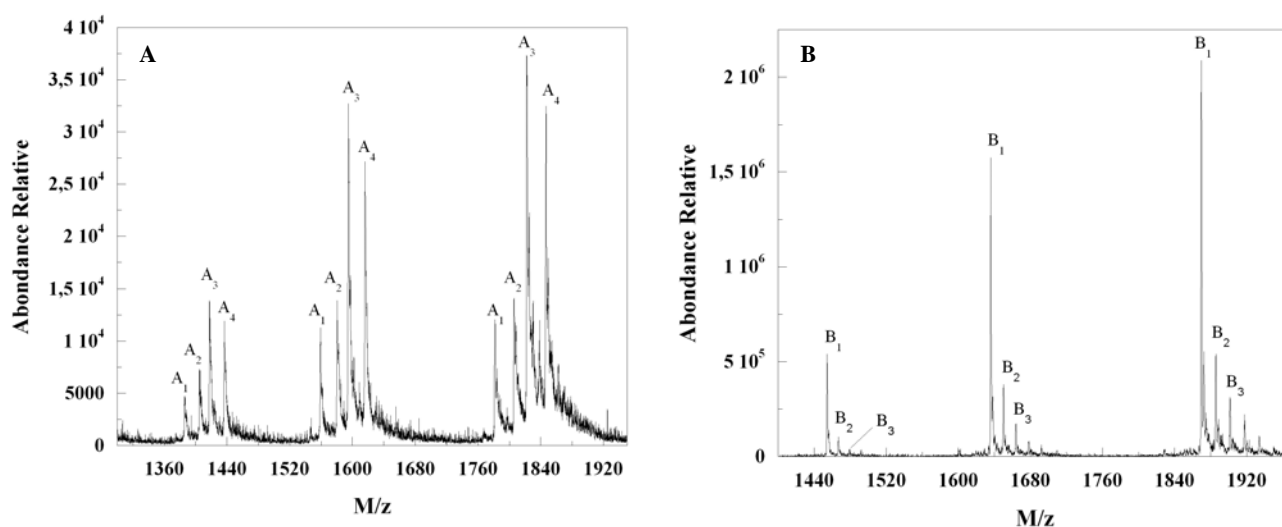 A
Abondance Relative
4 10⁴
3,5 10⁴
3 10⁴
2,5 10⁴
2 10⁴
1,5 10⁴
1 10⁴
5000
0
A₁
A₂
A₃
A₄
A₁
A₂
A₃
A₄
A₁
A₂
A₃
A₄
1360 1440 1520 1600 1680 1760 1840 1920
M/z
B
Abondance Relative
2 10⁶
1,5 10⁶
1 10⁶
5 10⁵
0
B₁
B₂
B₃
B₁
B₂
B₃
B₁
B₂
B₃
1440 1520 1600 1680 1760 1840 1920
M/z